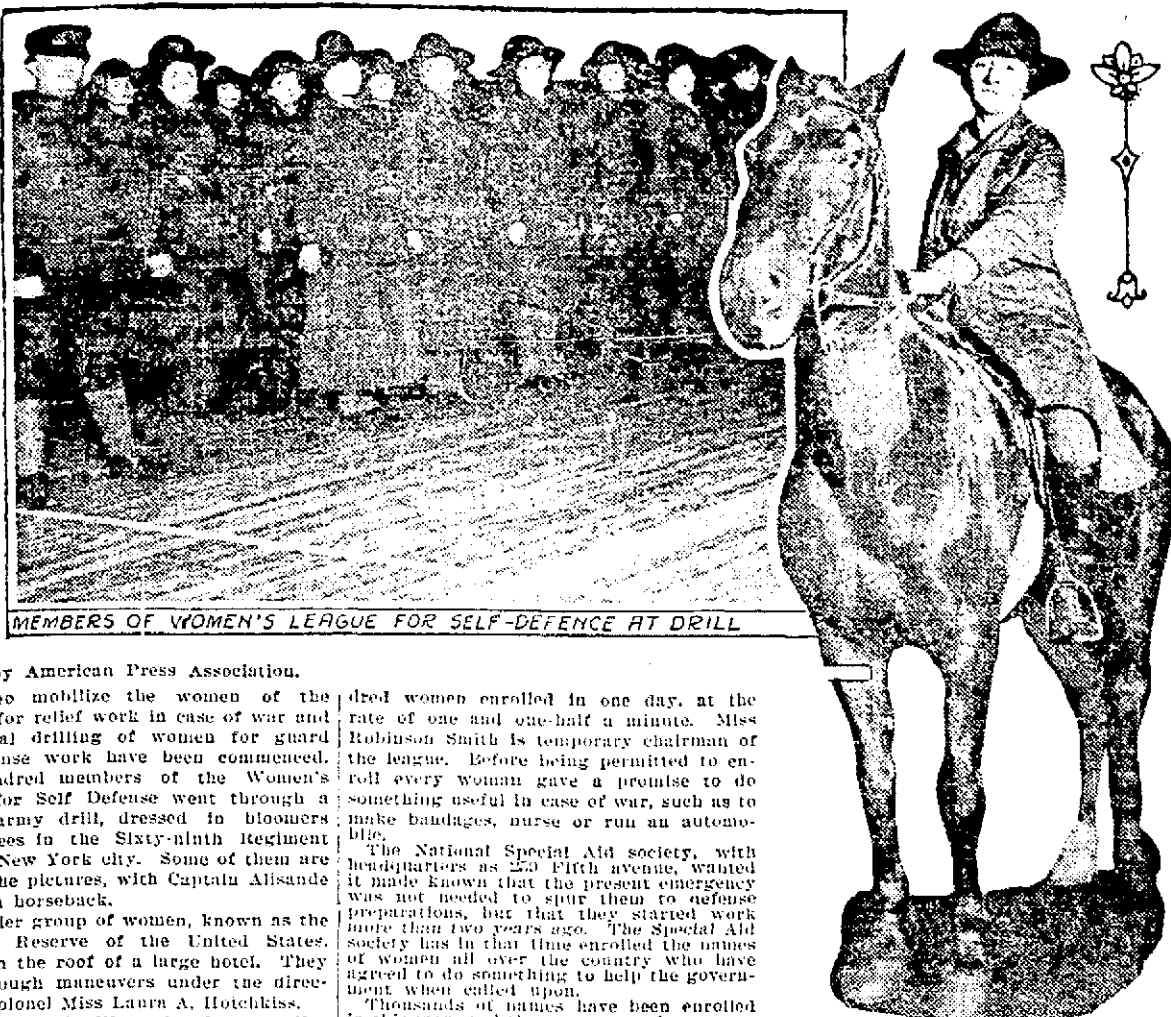 MEMBERS OF WOMEN'S LEAGUE FOR SELF-DEFENCE AT DRILL
by American Press Association.
mobilize the women of the
for relief work in case of war and
al drilling of women for guard
nse work have been commenced.
dred members of the Women's
for Self Defense went through a
army drill, dressed in bloomers
ees in the Sixty-ninth Regiment
New York city. Some of them are
he pictures, with Captain Alisande
horseback.
ler group of women, known as the
Reserve of the United States.
n the roof of a large hotel. They
ough maneuvers under the direc-
olonel Miss Laura A. Hotchkiss.
dred women enrolled in one day, at the
rate of one and one-half a minute. Miss
Robinson Smith is temporary chairman of
the league. Before being permitted to en-
roll every woman gave a promise to do
something useful in case of war, such as to
make bandages, nurse or run an automo-
bile.
The National Special Aid society, with
headquarters as Fifth avenue, wanted
it made known that the present emergency
was not needed to spur them to defense
preparations, but that they started work
more than two years ago. The Special Aid
society has in that time enrolled the names
of women all over the country who have
agreed to do something to help the govern-
ment when called upon.
Thousands of names have been enrolled